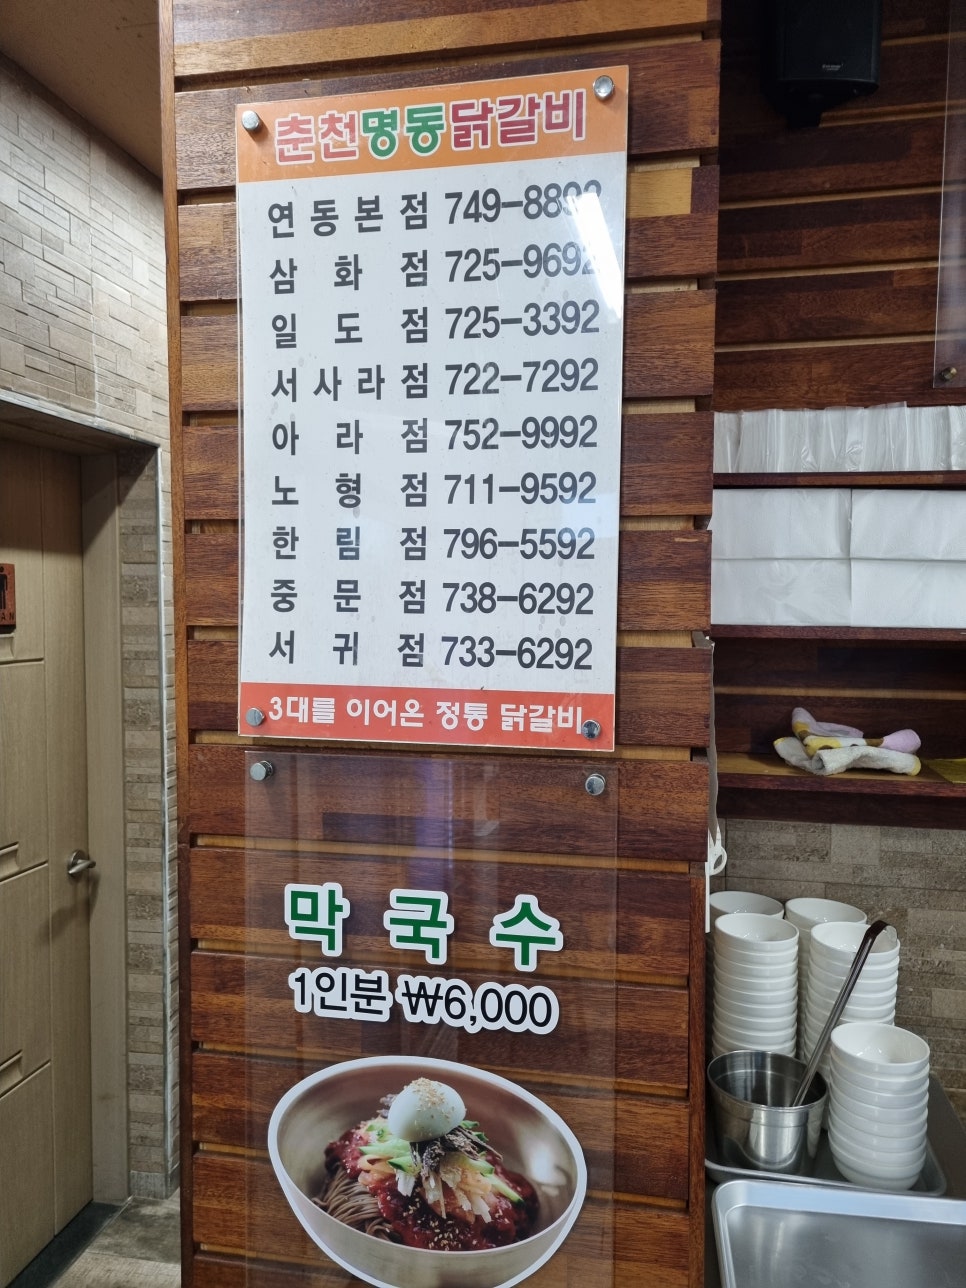 춘천명동닭갈비
연동본점 749-8892
삼화점 725-9692
일도점 725-3392
서사라점 722-7292
아라점 752-9992
노형점 711-9592
한림점 796-5592
중문점 738-6292
서귀점 733-6292
3대를 이어온 정통 닭갈비
막국수
1인분 ₩6,000